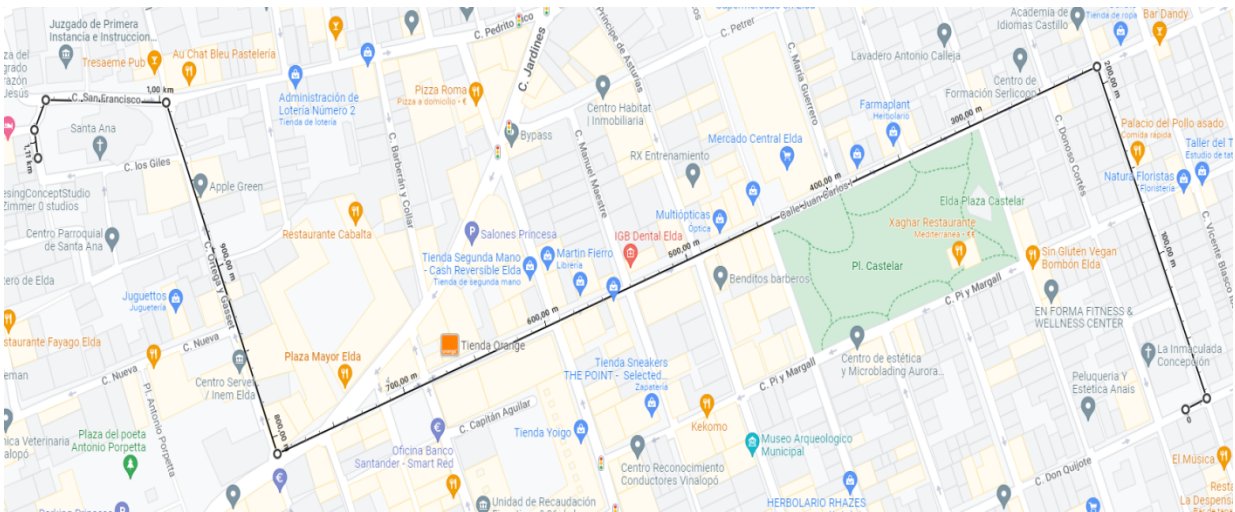 Juzgado de Primera
Instancia e Instruccion...
Tresaeme Pub
Au Chat Bleu Pastelería
C. Pedrito Rico
C. Jardines
Príncipe de Asturias
C. Petrer
C. María Guerrero
Academia de
Idiomas Castillo
Tienda de ropa
Bar Dandy
Lavadero Antonio Calleja
Jesús
C. San Francisco
1,00 km
Administración de
Lotería Número 2
Tienda de lotería
Pizza Roma
Pizza a domicilio • €
Bypass
Centro Habitat
| Inmobiliaria
Farmaplant
Herbolario
300,00 m
Centro de
Formación Serlicoop
200,00 m
Santa Ana
1,11 km
C. los Giles
C. Barberán y Collar
C. Manuel Maestre
Mercado Central Elda
RX Entrenamiento
C. Donoso Cortés
Palacio del Pollo asado
Comida rápida
Taller del T
Estudio de tat
Natura Floristas
Floristería
Apple Green
esingConceptStudio
Zimmer 0 studios
400,00 m
Calle Juan Carlos I
Elda Plaza Castelar
Centro Parroquial
de Santa Ana
Restaurante Cabalta
C. Ortega y Gasset
900,00 m
Salones Princesa
Multiópticas
Óptica
IGB Dental Elda
500,00 m
Xaghar Restaurante
Mediterránea • €€
Pl. Castelar
100,00 m
C. Vicente Blasco Ib
Sin Gluten Vegan
Bombón Elda
Tienda Segunda Mano
- Cash Reversible Elda
Tienda de segunda mano
Martin Fierro
Librería
Benditos barberos
C. Pi y Margall
Juguettos
Juguetería
600,00 m
EN FORMA FITNESS &
WELLNESS CENTER
staurante Fayago Elda
C. Nueva
Tienda Orange
Plaza Mayor Elda
Centro Server
/ Inem Elda
C. Nueva
Pl. Antonio Porpetta
700,00 m
Tienda Sneakers
THE POINT - Selected...
Zapatería
C. Pi y Margall
Centro de estética
y Microblading Aurora...
La Inmaculada
Concepción
Peluqueria Y
Estetica Anais
0
800,00 m
C. Capitán Aguilar
Plaza del poeta
Antonio Porpetta
Oficina Banco
Santander - Smart Red
Tienda Yoigo
Kekomo
Museo Arqueológico
Municipal
Centro Reconocimiento
Conductores Vinalopó
C. Don Quijote
El Música
Unidad de Recaudación
HERBOLARIO RHAZES
La Despensa